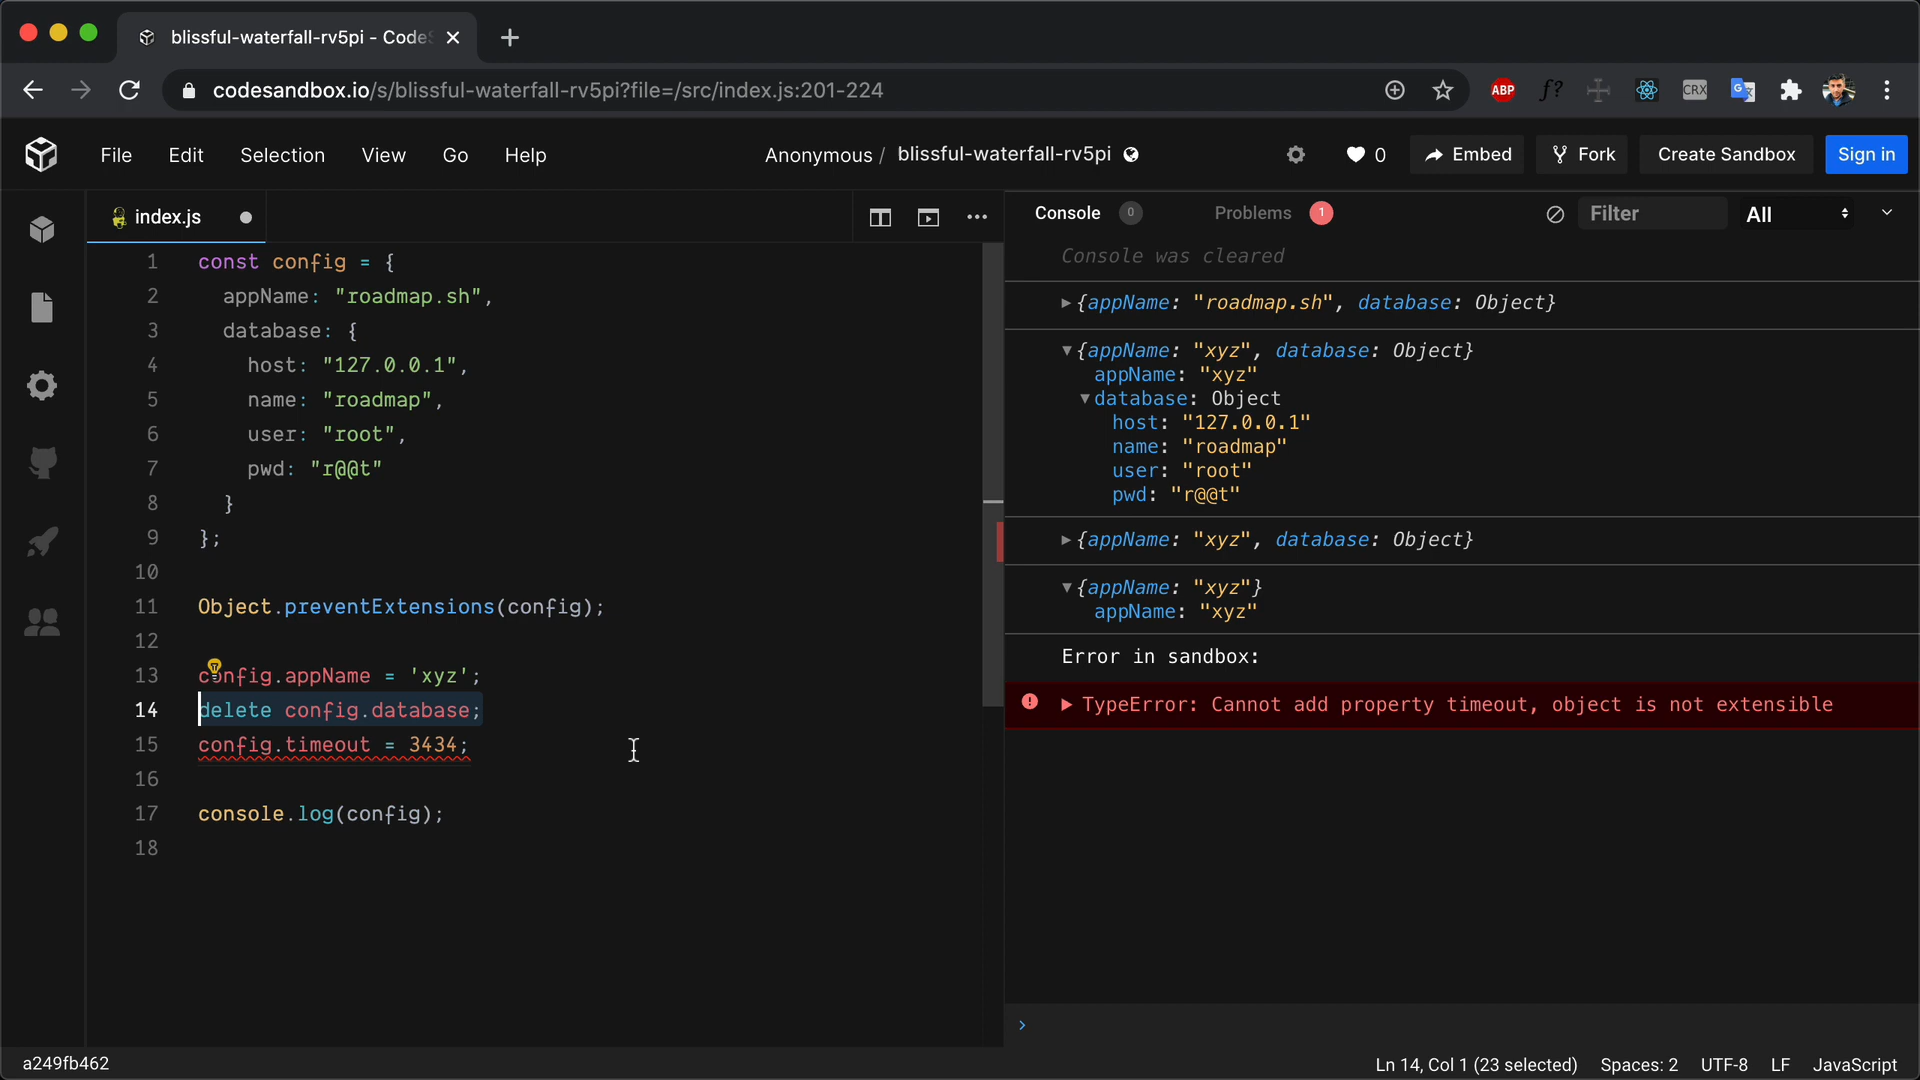 blissful-waterfall-rv5pi - CodeS
codesandbox.io/s/blissful-waterfall-rv5pi?file=/src/index.js:201-224
ABP
f?
CRX
File Edit Selection View Go Help
Anonymous / blissful-waterfall-rv5pi
0
Embed
Fork
Create Sandbox
Sign in
index.js
1 const config = {
2 appName: "roadmap.sh",
3 database: {
4 host: "127.0.0.1",
5 name: "roadmap",
6 user: "root",
7 pwd: "r@@t"
8 }
9 };
10
11 Object.preventExtensions(config);
12
13 config.appName = 'xyz';
14 delete config.database;
15 config.timeout = 3434;
16
17 console.log(config);
18
Console 0 Problems 1 Filter All
Console was cleared
{appName: "roadmap.sh", database: Object}
{appName: "xyz", database: Object}
appName: "xyz"
database: Object
host: "127.0.0.1"
name: "roadmap"
user: "root"
pwd: "r@@t"
{appName: "xyz", database: Object}
{appName: "xyz"}
appName: "xyz"
Error in sandbox:
TypeError: Cannot add property timeout, object is not extensible
a249fb462
Ln 14, Col 1 (23 selected) Spaces: 2 UTF-8 LF JavaScript